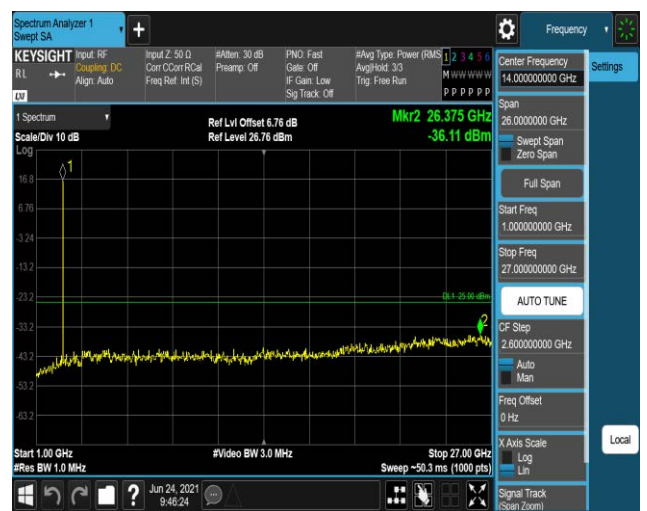 Spectrum Analyzer 1
Swept SA
Frequency
KEYSIGHT
RL
LXI
Input: RF
Coupling: DC
Align: Auto
Input Z: 50 Ω
Corr CCorr RCal
Freq Ref: Int (S)
#Atten: 30 dB
Preamp: Off
PNO: Fast
Gate: Off
IF Gain: Low
Sig Track: Off
#Avg Type: Power (RMS
Avg|Hold: 3/3
Trig: Free Run
1 2 3 4 5 6
M W W W W W
P P P P P P
1 Spectrum
Scale/Div 10 dB
Log
Ref Lvl Offset 6.76 dB
Ref Level 26.76 dBm
Mkr2 26.375 GHz
-36.11 dBm
1
16.8
6.76
-3.24
-13.2
-23.2
-33.2
-43.2
-53.2
-63.2
DL1 -25.00 dBm
2
Start 1.00 GHz
#Res BW 1.0 MHz
#Video BW 3.0 MHz
Stop 27.00 GHz
Sweep ~50.3 ms (1000 pts)
?
Jun 24, 2021
9:46:24
Center Frequency
14.000000000 GHz
Settings
Span
26.0000000 GHz
Swept Span
Zero Span
Full Span
Start Freq
1.000000000 GHz
Stop Freq
27.000000000 GHz
AUTO TUNE
CF Step
2.600000000 GHz
Auto
Man
Freq Offset
0 Hz
X Axis Scale
Log
Lin
Local
Signal Track
(Span Zoom)